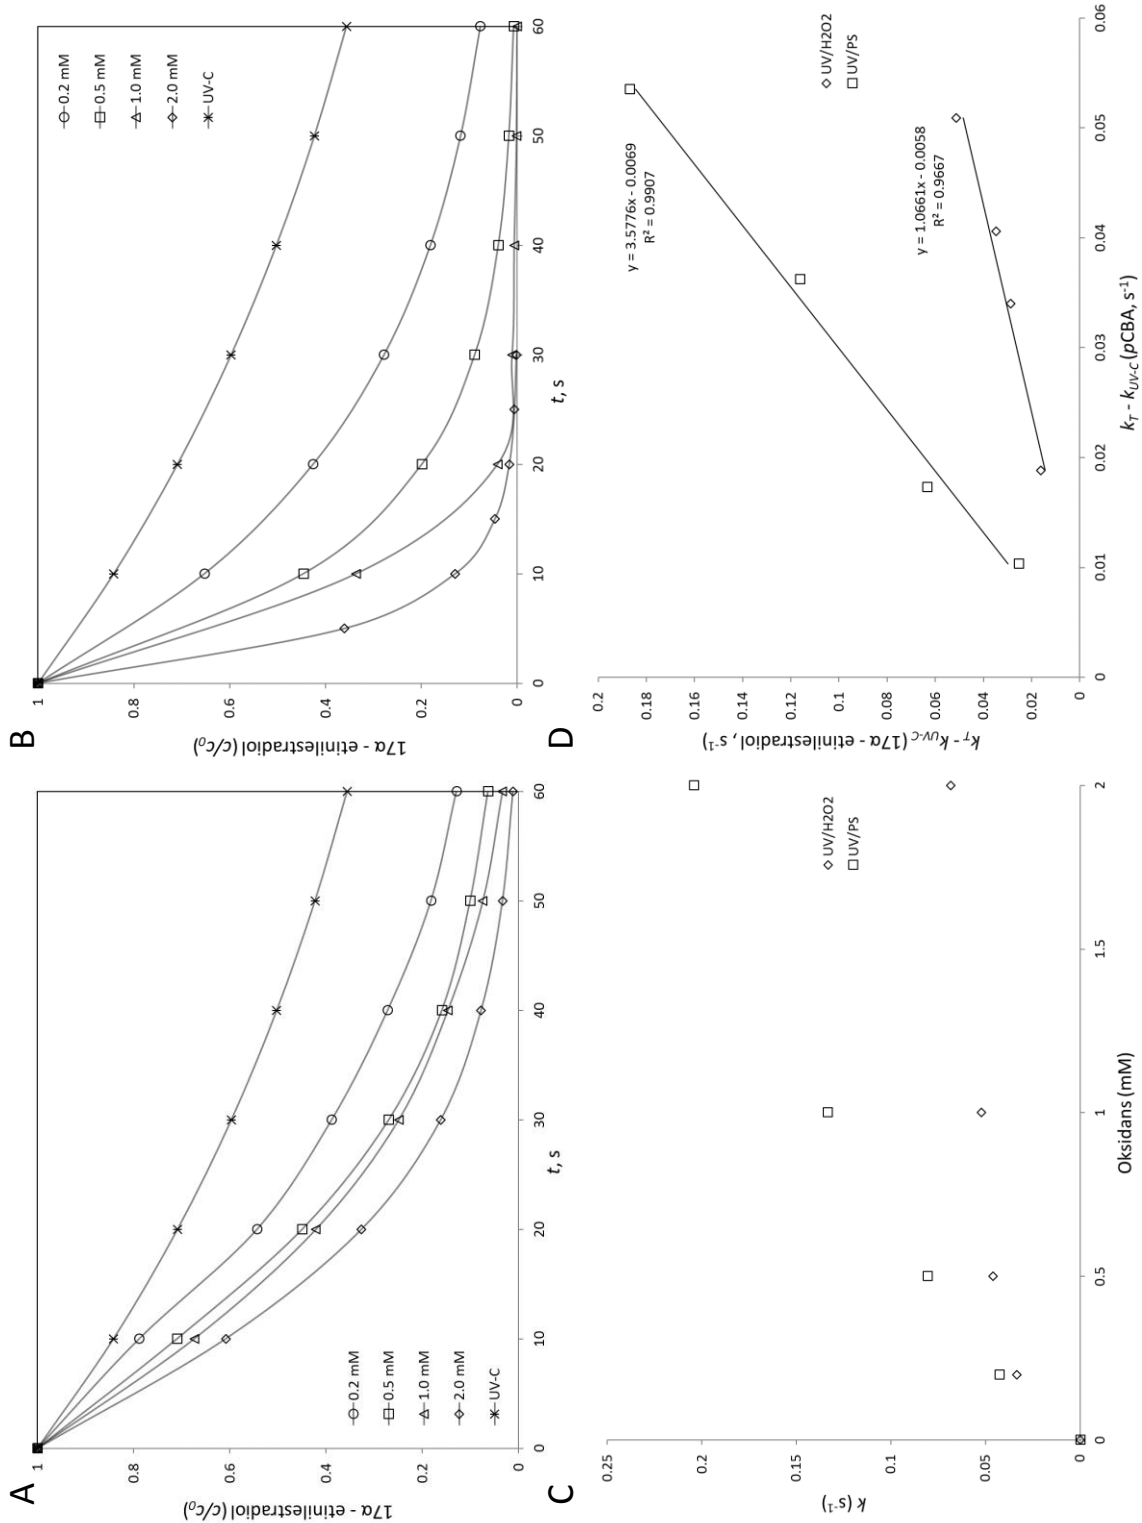 A
17α - etinilestradiol (c/c₀)
1
0.8
0.6
0.4
0.2
0
0
10
20
30
40
50
60
t, s
0.2 mM
0.5 mM
1.0 mM
2.0 mM
UV-C
B
17α - etinilestradiol (c/c₀)
1
0.8
0.6
0.4
0.2
0
0
10
20
30
40
50
60
t, s
0.2 mM
0.5 mM
1.0 mM
2.0 mM
UV-C
C
k (s⁻¹)
0.25
0.2
0.15
0.1
0.05
0
0
0.5
1
1.5
2
Oksidans (mM)
UV/H2O2
UV/PS
D
k_T - k_UV-C (17α - etinilestradiol, s⁻¹)
0.2
0.18
0.16
0.14
0.12
0.1
0.08
0.06
0.04
0.02
0
0
0.01
0.02
0.03
0.04
0.05
0.06
k_T - k_UV-C (pCBA, s⁻¹)
y = 3.5776x - 0.0069
R² = 0.9907
y = 1.0661x - 0.0058
R² = 0.9667
UV/H2O2
UV/PS